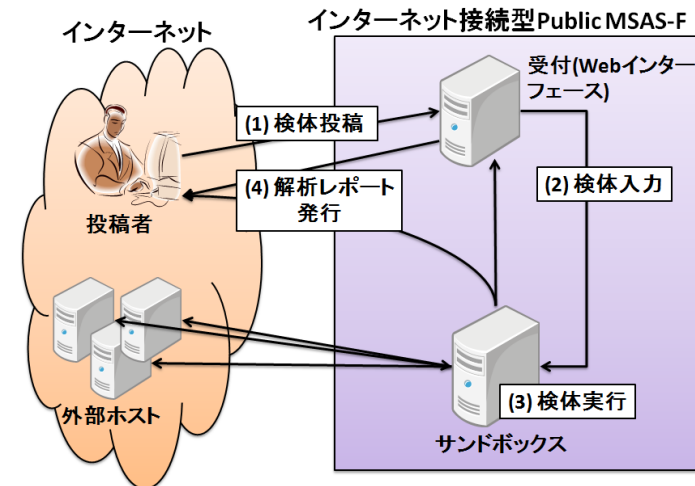 インターネット
インターネット接続型Public MSAS-F
受付(Webインター
フェース)
(1) 検体投稿
(2) 検体入力
(4) 解析レポート
発行
投稿者
外部ホスト
(3) 検体実行
サンドボックス